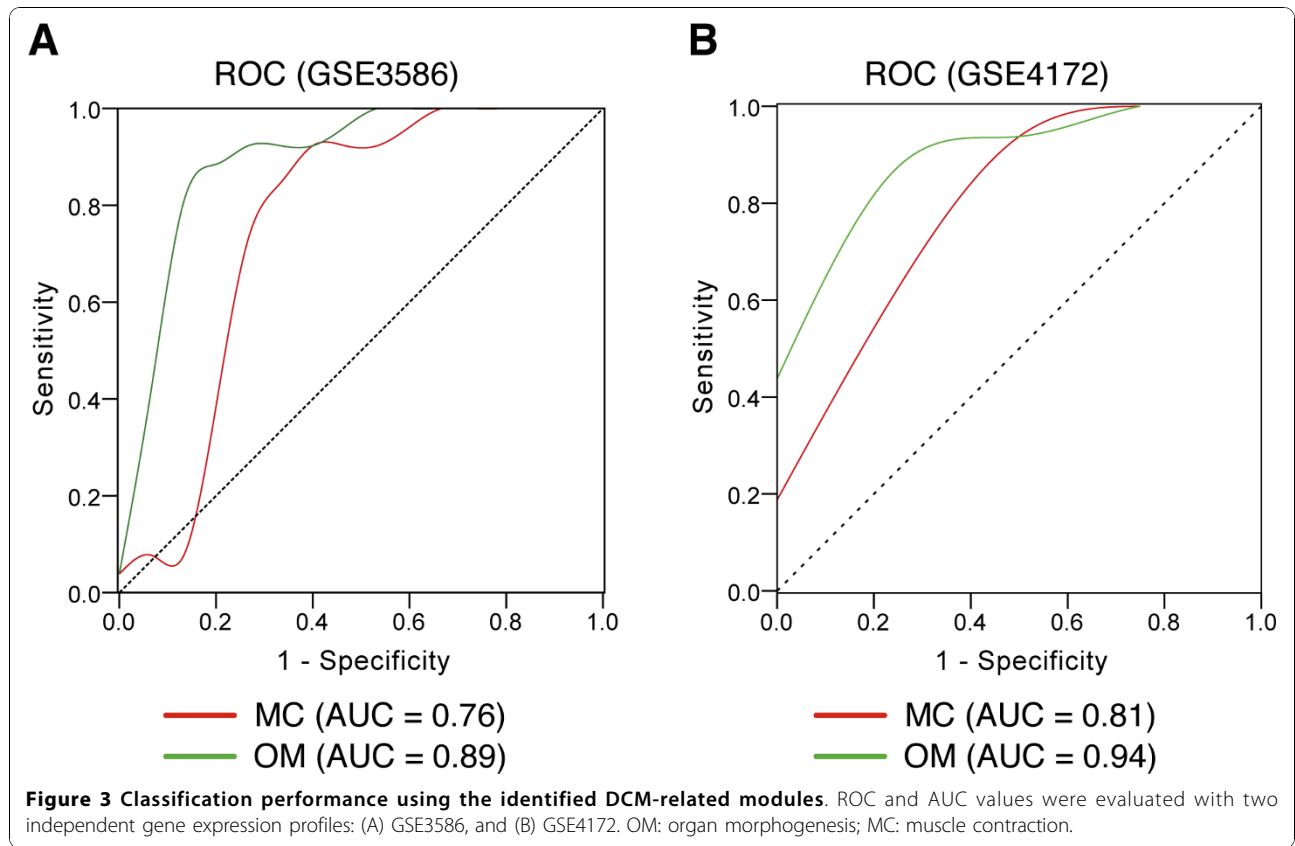 A
ROC (GSE3586)
1.0
0.8
0.6
0.4
0.2
0.0
Sensitivity
0.0 0.2 0.4 0.6 0.8 1.0
1 - Specificity
MC (AUC = 0.76)
OM (AUC = 0.89)
B
ROC (GSE4172)
1.0
0.8
0.6
0.4
0.2
0.0
Sensitivity
0.0 0.2 0.4 0.6 0.8 1.0
1 - Specificity
MC (AUC = 0.81)
OM (AUC = 0.94)
Figure 3 Classification performance using the identified DCM-related modules. ROC and AUC values were evaluated with two
independent gene expression profiles: (A) GSE3586, and (B) GSE4172. OM: organ morphogenesis; MC: muscle contraction.